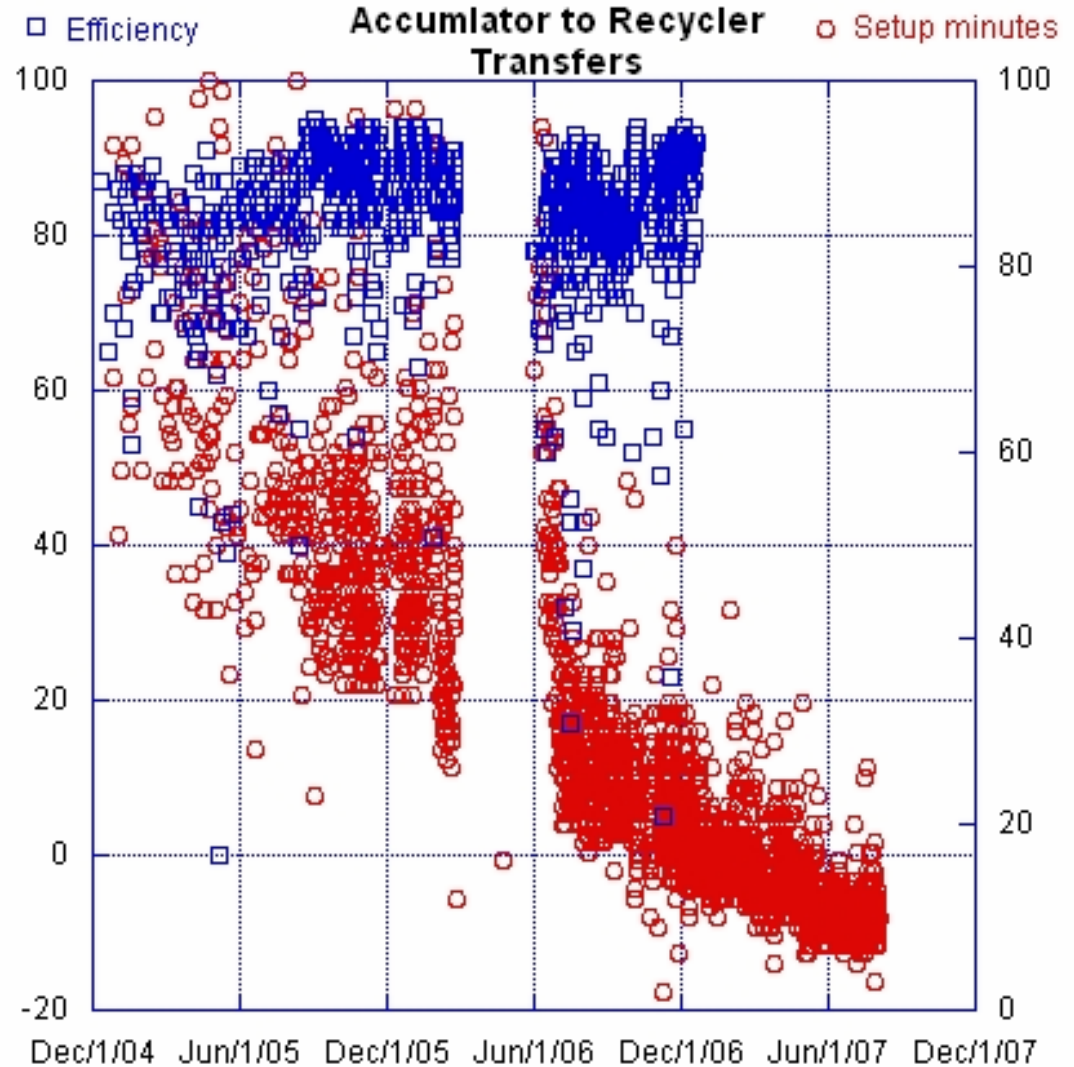 Efficiency
Accumlator to Recycler
Transfers
Setup minutes
100
80
60
40
20
0
-20
100
80
60
40
20
0
Dec/1/04 Jun/1/05 Dec/1/05 Jun/1/06 Dec/1/06 Jun/1/07 Dec/1/07